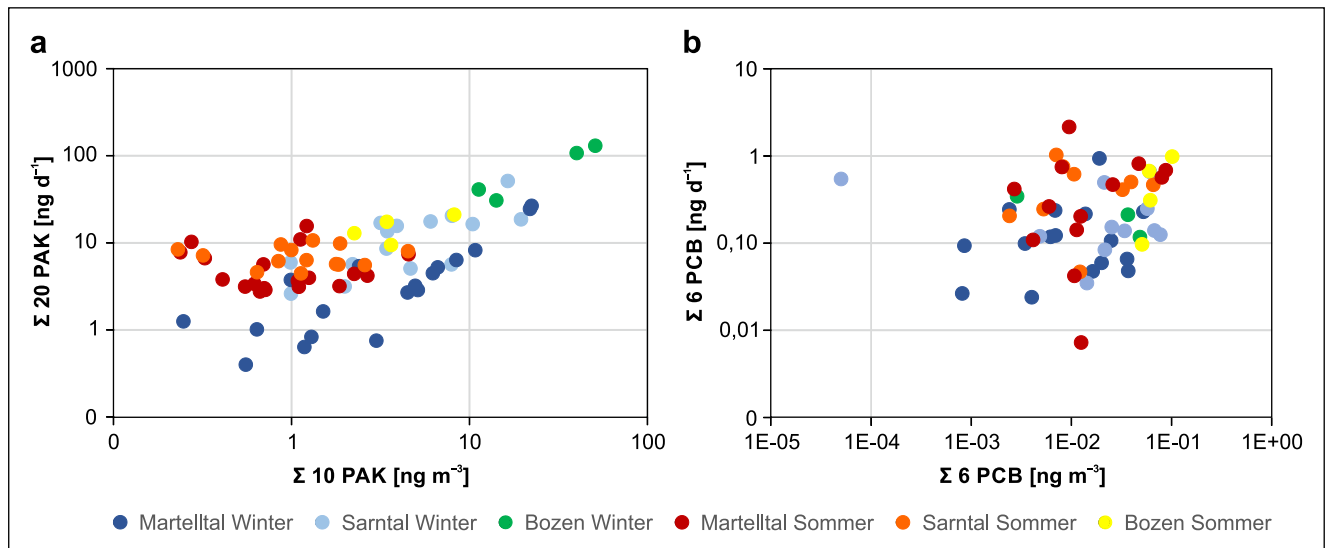 a
1000
100
10
1
0
Σ 20 PAK [ng d⁻¹]
0 1 10 100
Σ 10 PAK [ng m⁻³]
b
10
1
0,10
0,01
0
Σ 6 PCB [ng d⁻¹]
1E-05 1E-04 1E-03 1E-02 1E-01 1E+00
Σ 6 PCB [ng m⁻³]
Martelltal Winter Sarntal Winter Bozen Winter Martelltal Sommer Sarntal Sommer Bozen Sommer